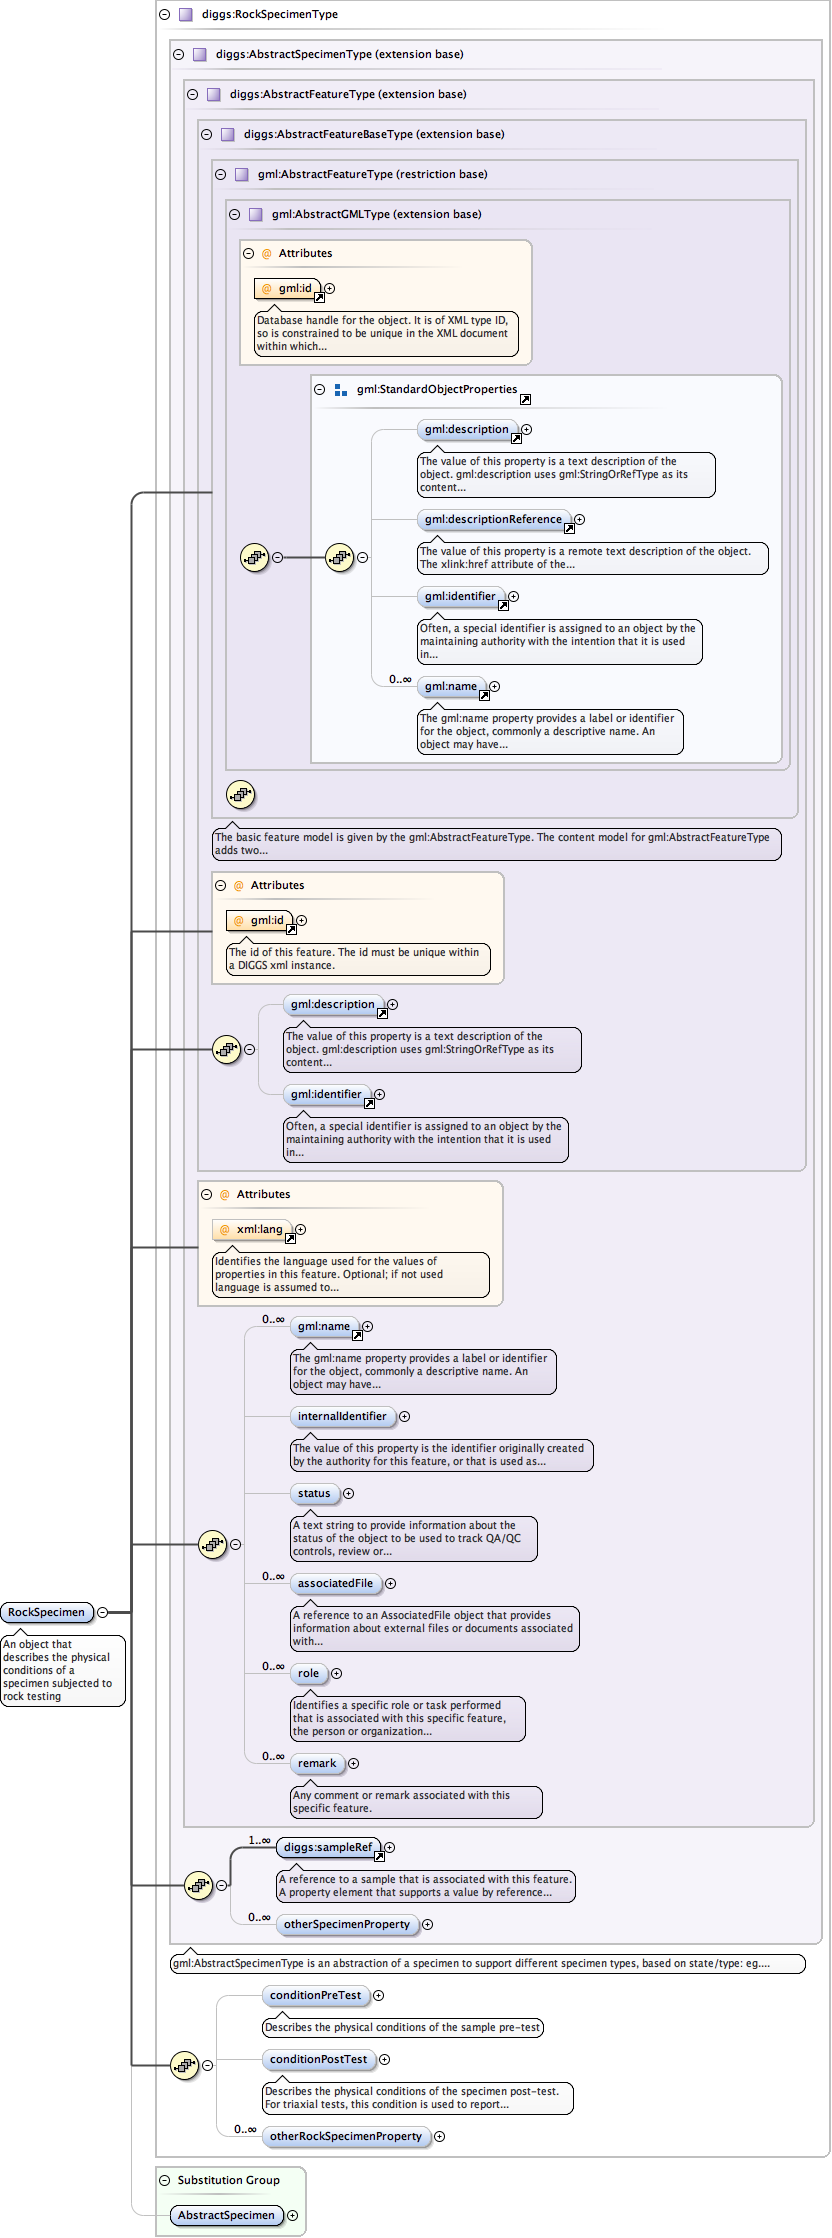 diggs:RockSpecimenType
diggs:AbstractSpecimenType (extension base)
diggs:AbstractFeatureType (extension base)
diggs:AbstractFeatureBaseType (extension base)
gml:AbstractFeatureType (restriction base)
gml:AbstractGMLType (extension base)
@ Attributes
@ gml:id
Database handle for the object. It is of XML type ID,
so is constrained to be unique in the XML document
within which...
gml:StandardObjectProperties
gml:description
The value of this property is a text description of the
object. gml:description uses gml:StringOrRefType as its
content...
gml:descriptionReference
The value of this property is a remote text description of the object.
The xlink:href attribute of the...
gml:identifier
Often, a special identifier is assigned to an object by the
maintaining authority with the intention that it is used
in...
0..∞
gml:name
The gml:name property provides a label or identifier
for the object, commonly a descriptive name. An
object may have...
The basic feature model is given by the gml:AbstractFeatureType. The content model for gml:AbstractFeatureType
adds two...
@ Attributes
@ gml:id
The id of this feature. The id must be unique within
a DIGGS xml instance.
gml:description
The value of this property is a text description of the
object. gml:description uses gml:StringOrRefType as its
content...
gml:identifier
Often, a special identifier is assigned to an object by the
maintaining authority with the intention that it is used
in...
@ Attributes
@ xml:lang
Identifies the language used for the values of
properties in this feature. Optional; if not used
language is assumed to...
0..∞
gml:name
The gml:name property provides a label or identifier
for the object, commonly a descriptive name. An
object may have...
internalIdentifier
The value of this property is the identifier originally created
by the authority for this feature, or that is used as...
status
A text string to provide information about the
status of the object to be used to track QA/QC
controls, review or...
0..∞
associatedFile
A reference to an AssociatedFile object that provides
information about external files or documents associated
with...
RockSpecimen
An object that
describes the physical
conditions of a
specimen subjected to
rock testing
0..∞
role
Identifies a specific role or task performed
that is associated with this specific feature,
the person or organization...
0..∞
remark
Any comment or remark associated with this
specific feature.
1..∞
diggs:sampleRef
A reference to a sample that is associated with this feature.
A property element that supports a value by reference...
0..∞
otherSpecimenProperty
gml:AbstractSpecimenType is an abstraction of a specimen to support different specimen types, based on state/type: eg....
conditionPreTest
Describes the physical conditions of the sample pre-test
conditionPostTest
Describes the physical conditions of the specimen post-test.
For triaxial tests, this condition is used to report...
0..∞
otherRockSpecimenProperty
Substitution Group
AbstractSpecimen